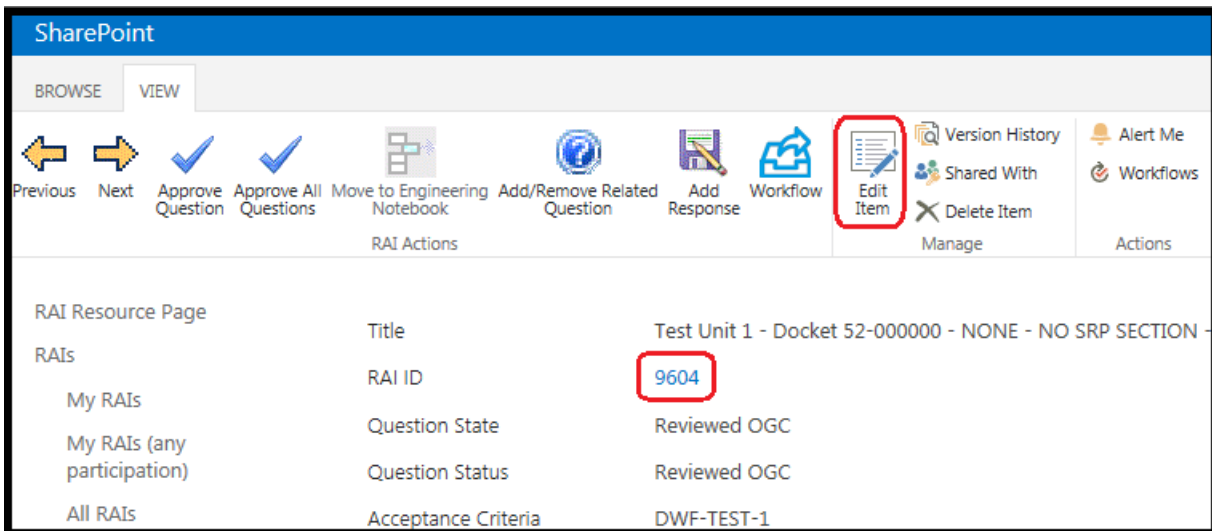 SharePoint
BROWSE VIEW
Previous Next Approve Question Approve All Questions Move to Engineering Notebook Add/Remove Related Question Add Response Workflow
RAI Actions
Edit Item
Version History
Shared With
Delete Item
Manage
Alert Me
Workflows
Actions
RAI Resource Page
RAIs
My RAIs
My RAIs (any
participation)
All RAIs
Title Test Unit 1 - Docket 52-000000 - NONE - NO SRP SECTION -
RAI ID 9604
Question State Reviewed OGC
Question Status Reviewed OGC
Acceptance Criteria DWF-TEST-1